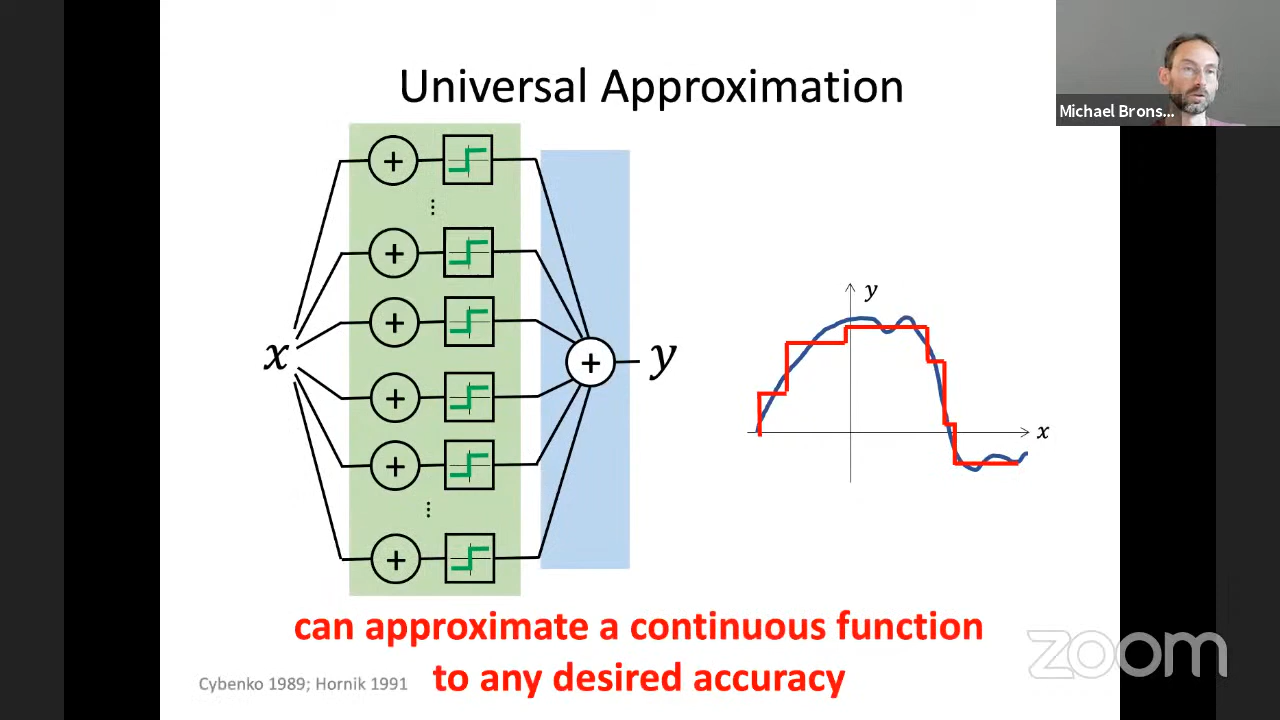 Universal Approximation
Michael Brons...
+
⋮
+
+
x
+
y
+
+
⋮
+
y
x
can approximate a continuous function
to any desired accuracy
Cybenko 1989; Hornik 1991
zoom